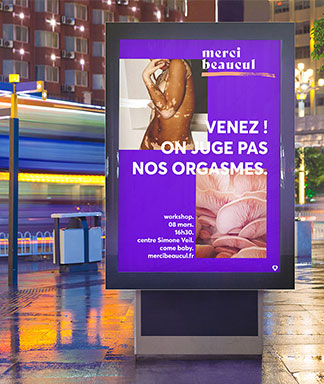 merci
beaucul
VENEZ !
ON JUGE PAS
NOS ORGASMES.
workshop.
08 mars.
16h30.
centre Simone Veil.
come baby.
mercibeaucul.fr